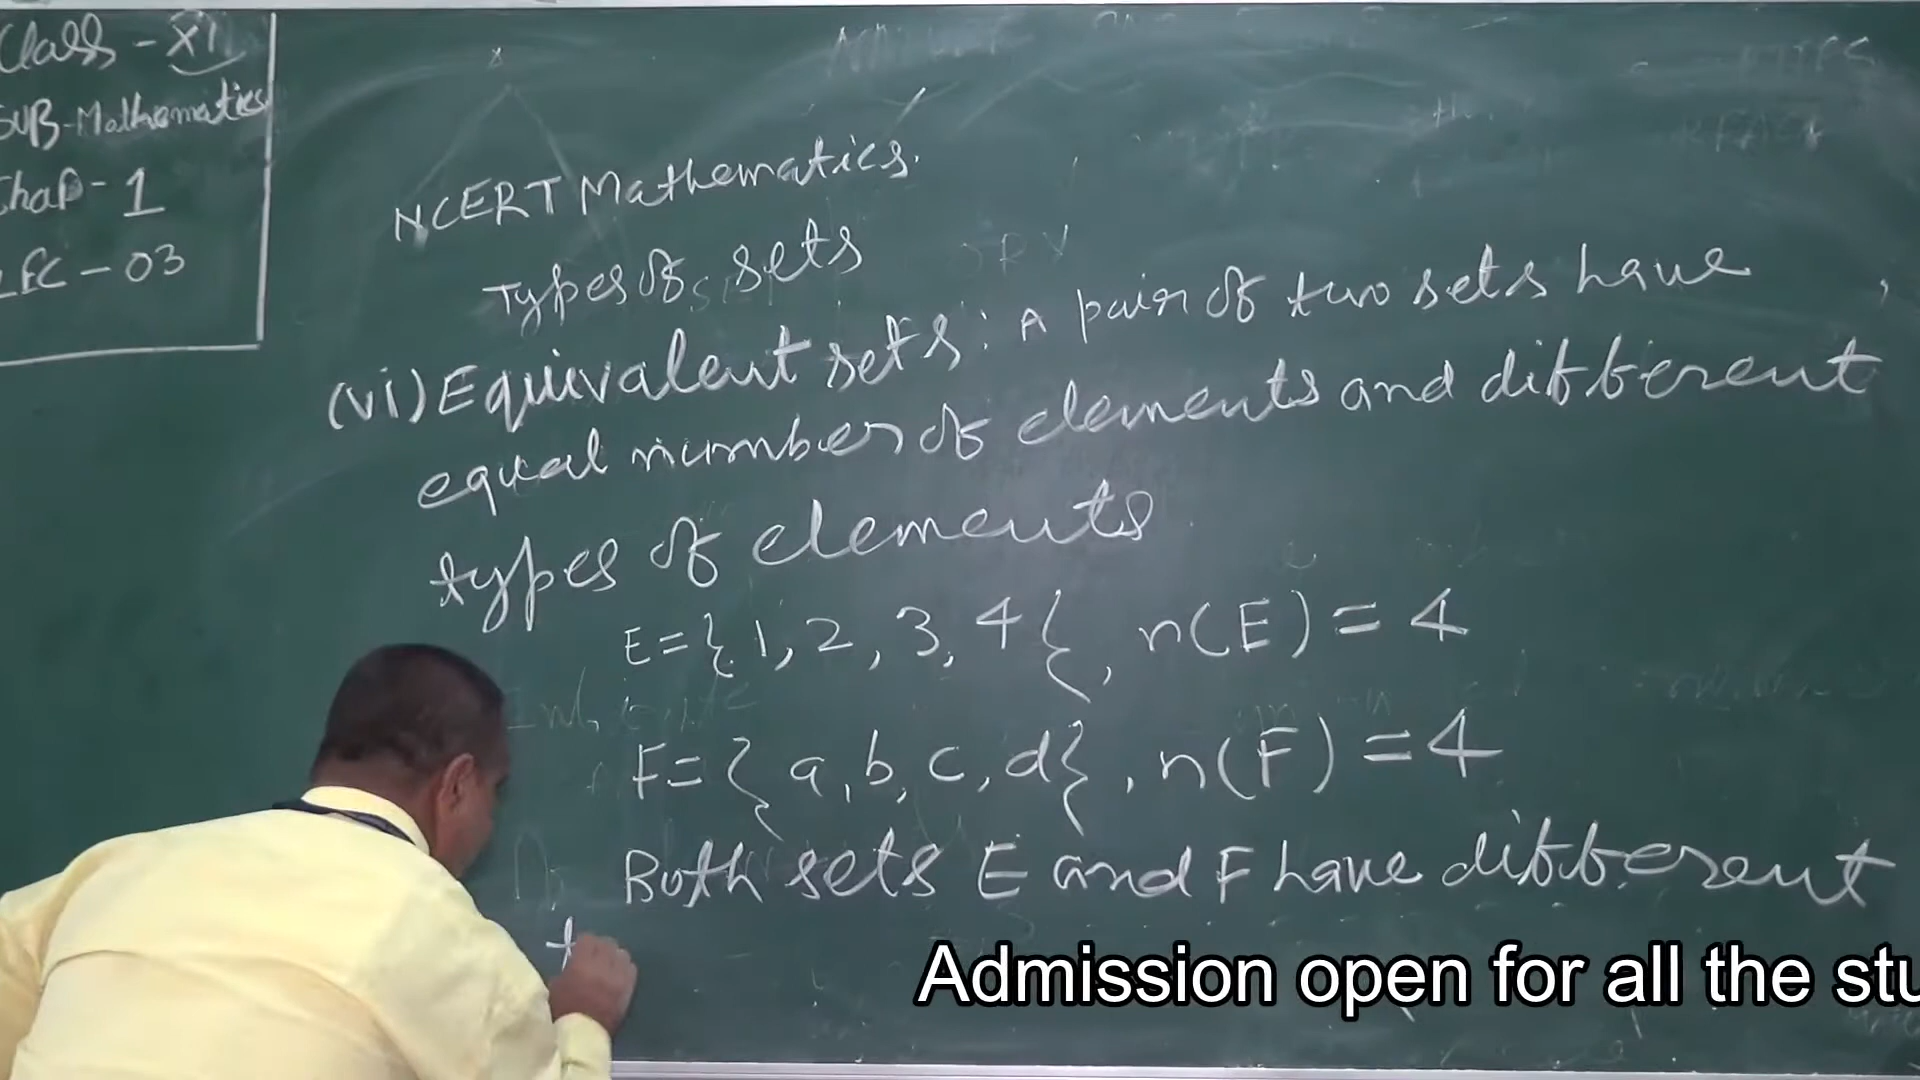 Class - XI
SUB - Mathematics
Chap - 1
LEC - 03
NCERT Mathematics.
Types of sets
(vi) Equivalent sets: A pair of two sets have
equal number of elements and different
types of elements
E = {1, 2, 3, 4}, n(E) = 4
F = {a, b, c, d}, n(F) = 4
Both sets E and F have different
t
Admission open for all the stu